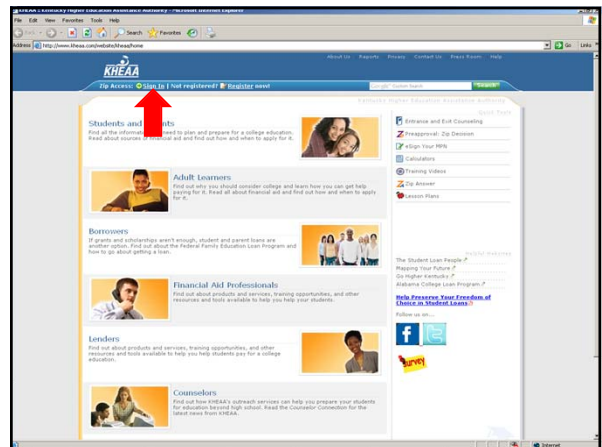 KHEAA - Kentucky Higher Education Assistance Authority - Microsoft Internet Explorer
File Edit View Favorites Tools Help
Back Search Favorites
Address http://www.kheaa.com/website/kheaa/home Go Links
About Us Reports Privacy Contact Us Press Room Help
KHEAA
Zip Access: Sign In | Not registered? Register now! Google Custom Search Search
Kentucky Higher Education Assistance Authority
Students and
Find all the information need to plan and prepare for a college education.
Read about sources of financial aid and find out how and when to apply for it.
Adult Learners
Find out why you should consider college and learn how you can get help
paying for it. Read all about financial aid and find out how and when to apply
for it.
Borrowers
If grants and scholarships aren't enough, student and parent loans are
another option. Find out about the Federal Family Education Loan Program and
how to go about getting a loan.
Financial Aid Professionals
Find out about products and services, training opportunities, and other
resources and tools available to help you help your students.
Lenders
Find out about products and services, training opportunities, and other
resources and tools available to help you help students pay for a college
education.
Counselors
Find out how KHEAA's outreach services can help you prepare your students
for education beyond high school. Read the Counselor Connection for the
latest news from KHEAA.
Quick Tools
Entrance and Exit Counseling
Preapproval: Zip Decision
eSign Your MPN
Calculators
Training Videos
Zip Answer
Lesson Plans
Helpful Websites
The Student Loan People
Mapping Your Future
Go Higher Kentucky
Alabama College Loan Program
Help Preserve Your Freedom of
Choice in Student Loans
Follow us on...
f t
survey
Internet